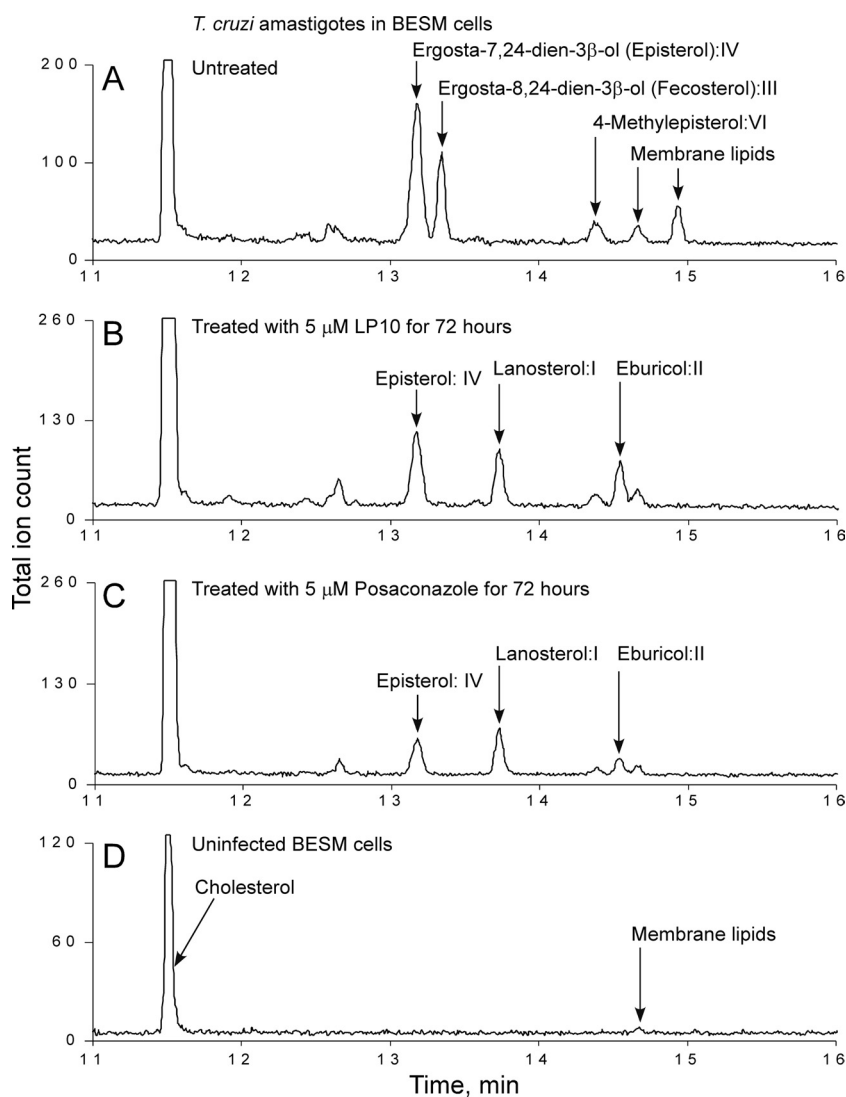 T. cruzi amastigotes in BESM cells
A
Untreated
Ergosta-7,24-dien-3β-ol (Episterol):IV
Ergosta-8,24-dien-3β-ol (Fecosterol):III
4-Methylepisterol:VI
Membrane lipids
200
100
0
11 12 13 14 15 16
B
Treated with 5 μM LP10 for 72 hours
Episterol: IV
Lanosterol:I
Eburicol:II
260
130
0
11 12 13 14 15 16
C
Treated with 5 μM Posaconazole for 72 hours
Episterol: IV
Lanosterol:I
Eburicol:II
260
130
0
11 12 13 14 15 16
D
Uninfected BESM cells
Cholesterol
Membrane lipids
120
60
0
11 12 13 14 15 16
Total ion count
Time, min